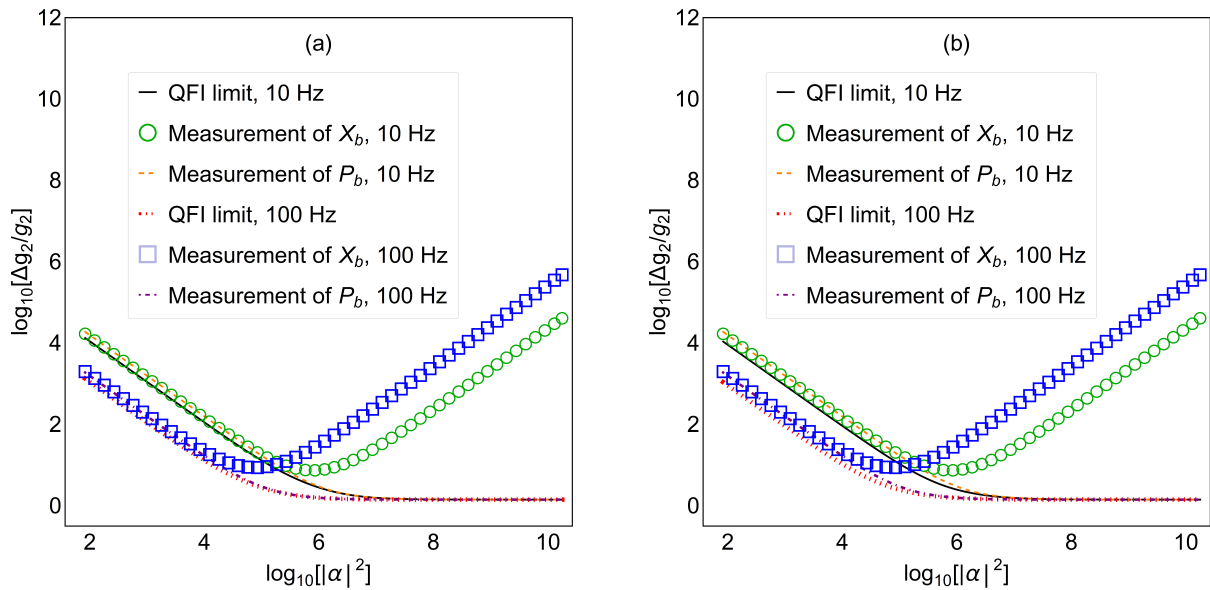 (a)
QFI limit, 10 Hz
Measurement of X_b, 10 Hz
Measurement of P_b, 10 Hz
QFI limit, 100 Hz
Measurement of X_b, 100 Hz
Measurement of P_b, 100 Hz
log₁₀[Δg₂/g₂]
12
10
8
6
4
2
0
2
4
6
8
10
log₁₀[|α|²]
(b)
QFI limit, 10 Hz
Measurement of X_b, 10 Hz
Measurement of P_b, 10 Hz
QFI limit, 100 Hz
Measurement of X_b, 100 Hz
Measurement of P_b, 100 Hz
log₁₀[Δg₂/g₂]
12
10
8
6
4
2
0
2
4
6
8
10
log₁₀[|α|²]